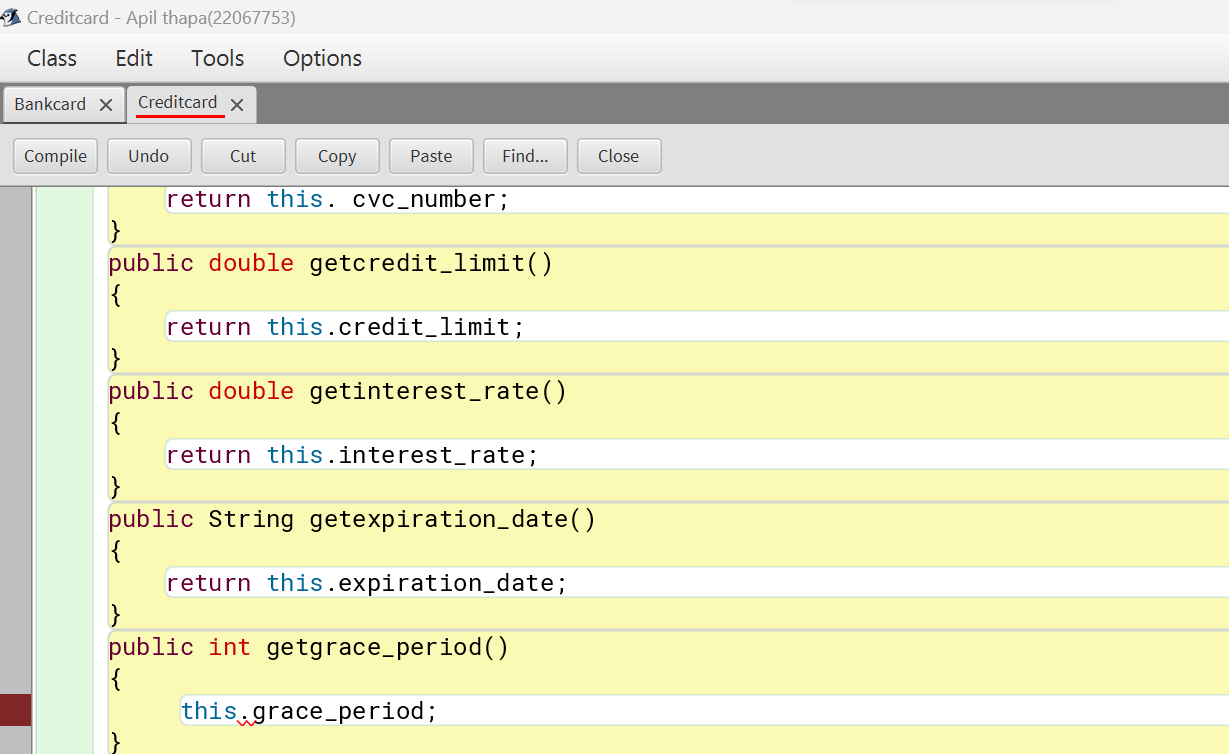 Creditcard - Apil thapa(22067753)
Class Edit Tools Options
Bankcard Creditcard
Compile Undo Cut Copy Paste Find... Close
return this. cvc_number;
}
public double getcredit_limit()
{
return this.credit_limit;
}
public double getinterest_rate()
{
return this.interest_rate;
}
public String getexpiration_date()
{
return this.expiration_date;
}
public int getgrace_period()
{
this.grace_period;
}